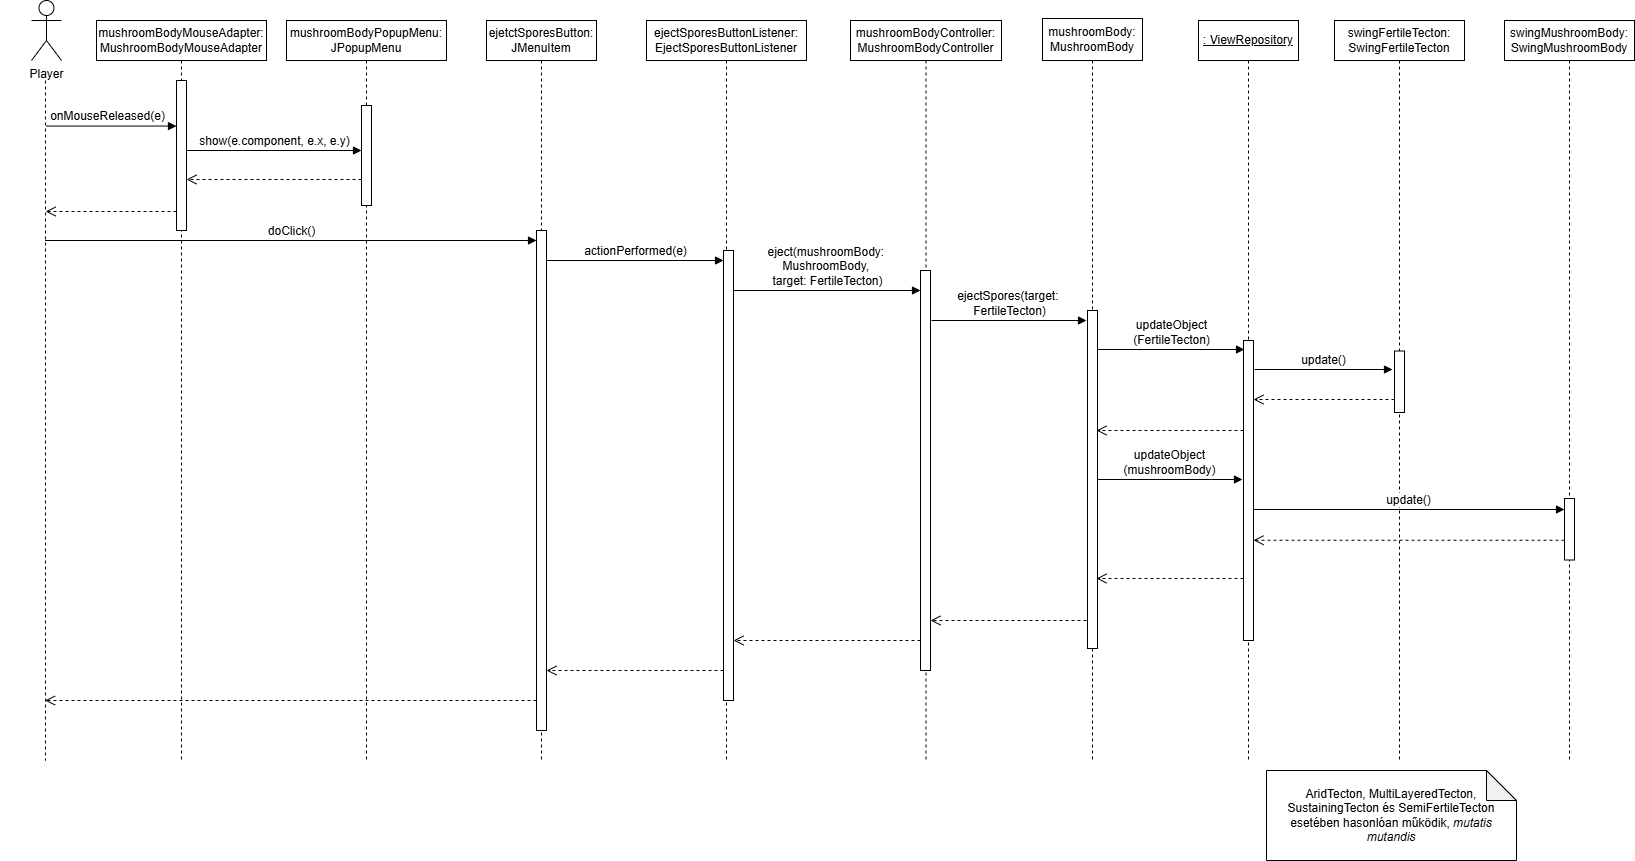 Player
mushroomBodyMouseAdapter:
MushroomBodyMouseAdapter
mushroomBodyPopupMenu:
JPopupMenu
ejetctSporesButton:
JMenuItem
ejectSporesButtonListener:
EjectSporesButtonListener
mushroomBodyController:
MushroomBodyController
mushroomBody:
MushroomBody
: ViewRepository
swingFertileTecton:
SwingFertileTecton
swingMushroomBody:
SwingMushroomBody
onMouseReleased(e)
show(e.component, e.x, e.y)
doClick()
actionPerformed(e)
eject(mushroomBody:
MushroomBody,
target: FertileTecton)
ejectSpores(target:
FertileTecton)
updateObject
(FertileTecton)
update()
updateObject
(mushroomBody)
update()
AridTecton, MultiLayeredTecton,
SustainingTecton és SemiFertileTecton
esetében hasonlóan működik, mutatis
mutandis